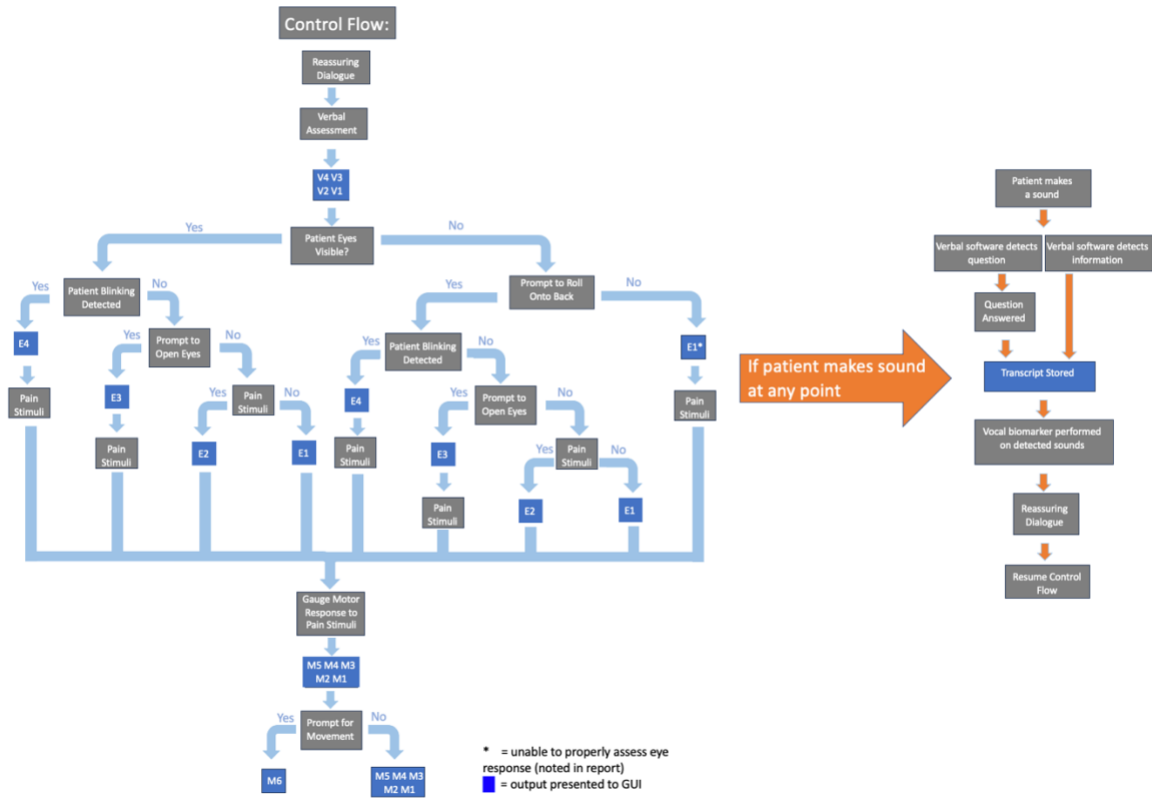 Control Flow:
Reassuring
Dialogue
Verbal
Assessment
V4 V3
V2 V1
Yes
Patient Eyes
Visible?
No
Yes
Patient Blinking
Detected
No
E4
Pain
Stimuli
Yes
Prompt to
Open Eyes
No
E3
Pain
Stimuli
Yes
Pain
Stimuli
No
E2
E1
Yes
Prompt to Roll
Onto Back
No
Yes
Patient Blinking
Detected
No
E4
Pain
Stimuli
Yes
Prompt to
Open Eyes
No
E3
Pain
Stimuli
Yes
Pain
Stimuli
No
E2
E1
E1*
Pain
Stimuli
Gauge Motor
Response to
Pain Stimuli
M5 M4 M3
M2 M1
Yes
Prompt for
Movement
No
M6
M5 M4 M3
M2 M1
* = unable to properly assess eye
response (noted in report)
= output presented to GUI
If patient makes sound
at any point
Patient makes
a sound
Verbal software detects
question
Verbal software detects
information
Question
Answered
Transcript Stored
Vocal biomarker performed
on detected sounds
Reassuring
Dialogue
Resume Control
Flow